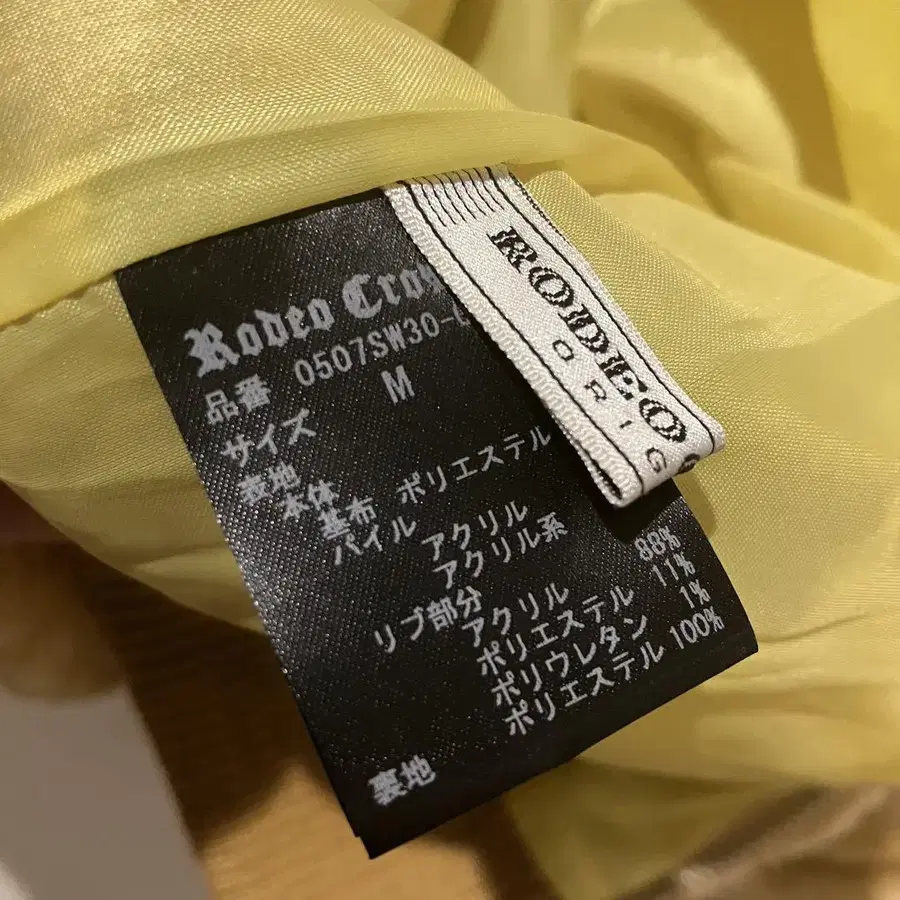 Rodeo Cro
品番 0507SW30-
サイズ M
表地
本体
基布 ポリエステル
パイル アクリル
アクリル系
リブ部分
アクリル 88%
ポリエステル 11%
ポリウレタン 1%
裏地 ポリエステル 100%
RODEO
ORIG